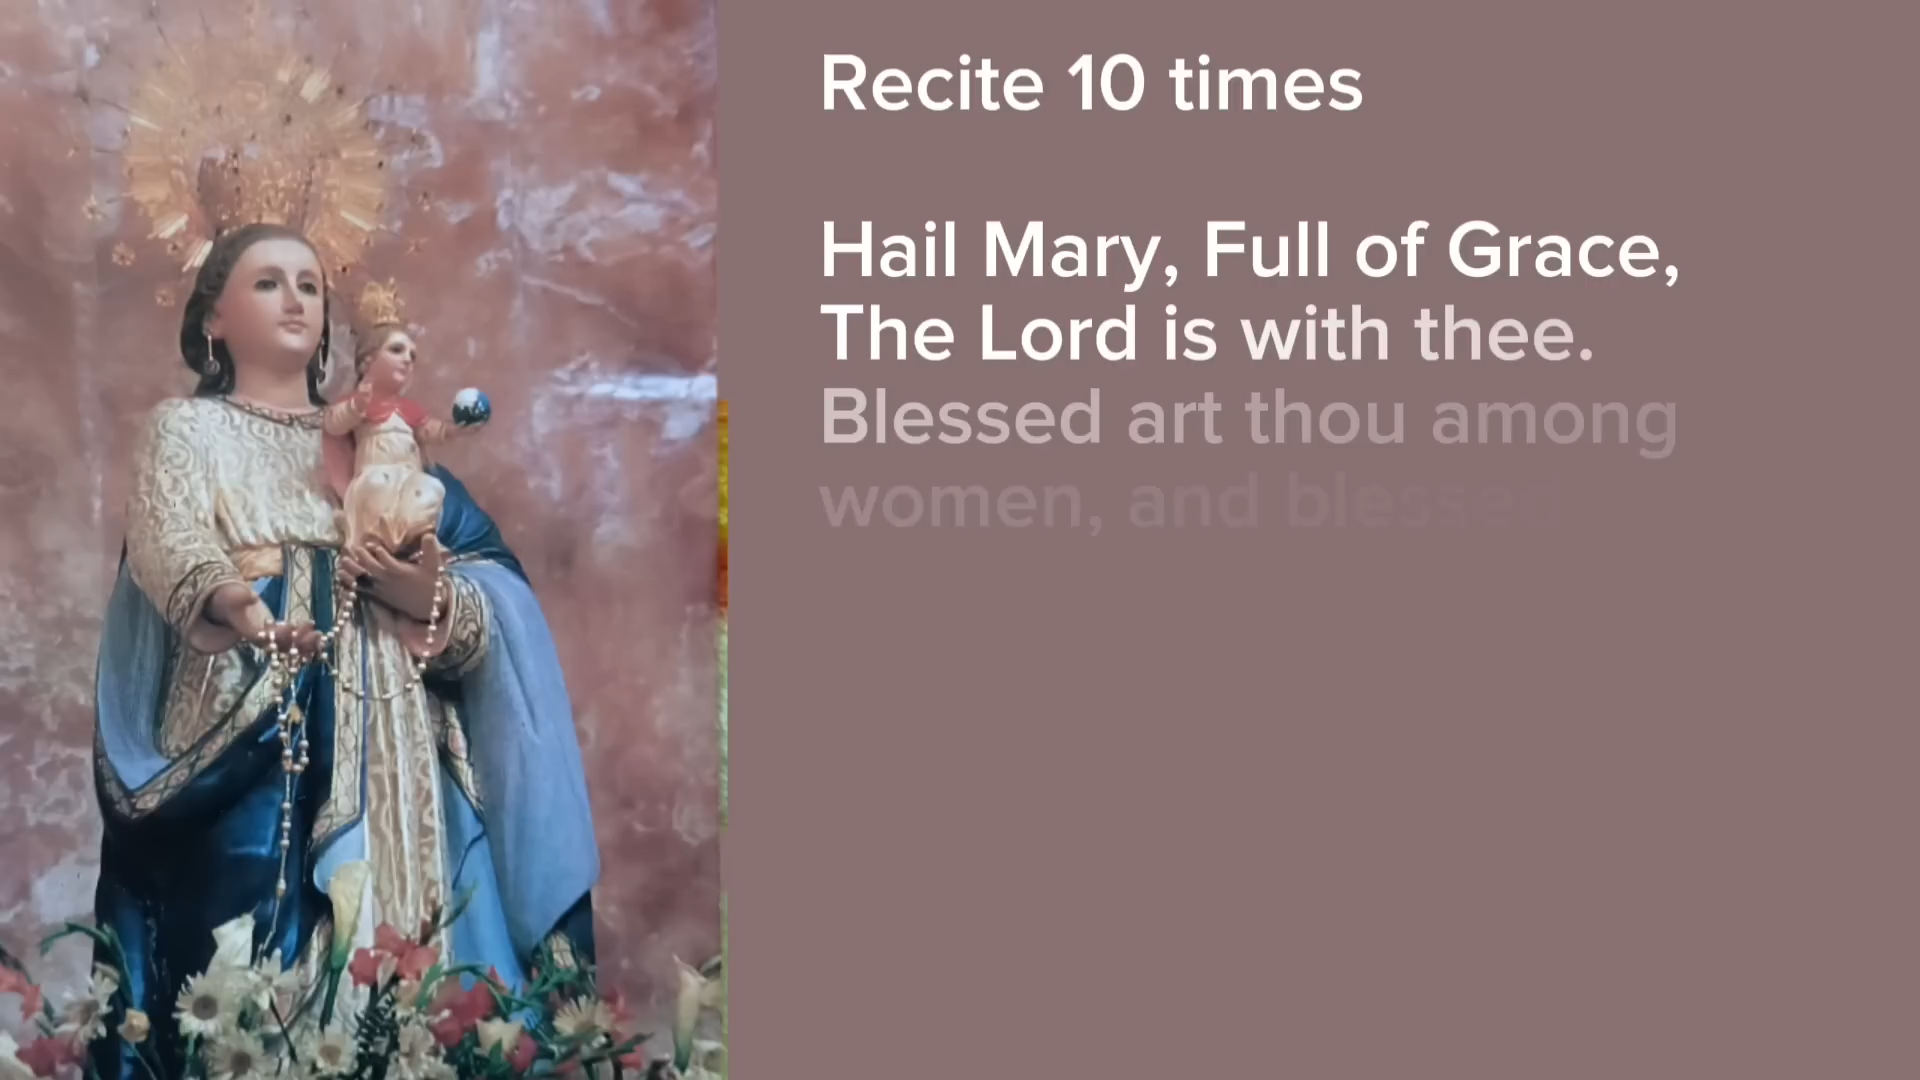 Recite 10 times
Hail Mary, Full of Grace,
The Lord is with thee.
Blessed art thou among
women, and blessed